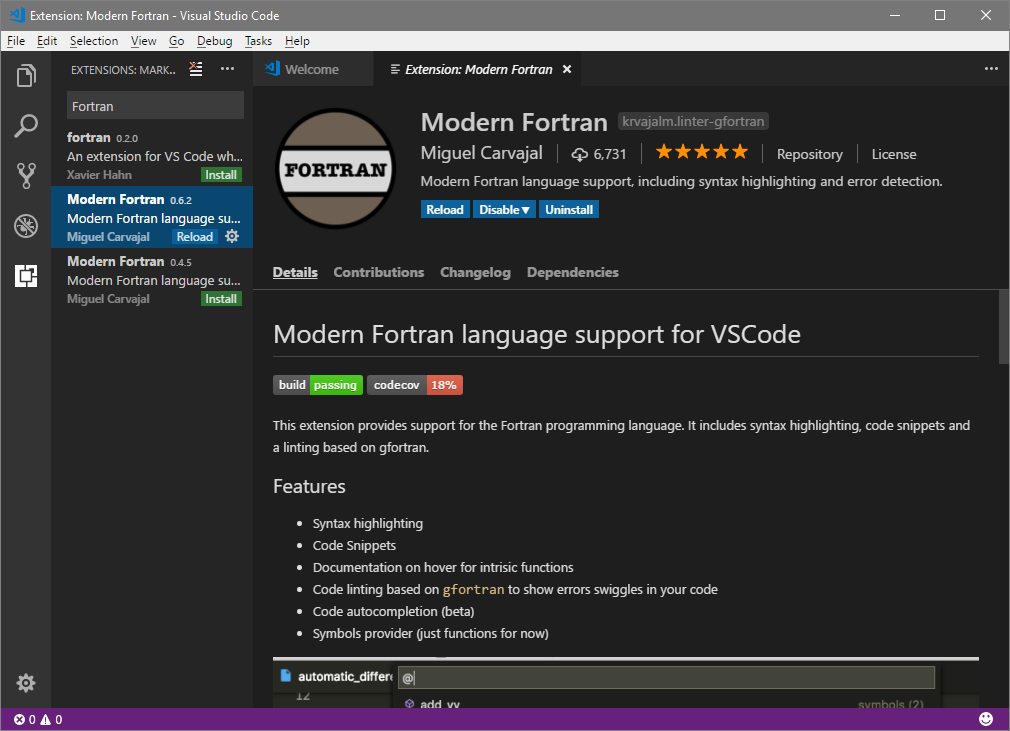 Extension: Modern Fortran - Visual Studio Code
File Edit Selection View Go Debug Tasks Help
EXTENSIONS: MARK...
Fortran
fortran 0.2.0
An extension for VS Code wh...
Xavier Hahn Install
Modern Fortran 0.6.2
Modern Fortran language su...
Miguel Carvajal Reload
Modern Fortran 0.4.5
Modern Fortran language su...
Miguel Carvajal Install
Welcome Extension: Modern Fortran
FORTRAN
Modern Fortran krvajalm.linter-gfortran
Miguel Carvajal 6,731 Repository License
Modern Fortran language support, including syntax highlighting and error detection.
Reload Disable Uninstall
Details Contributions Changelog Dependencies
Modern Fortran language support for VSCode
build passing codecov 18%
This extension provides support for the Fortran programming language. It includes syntax highlighting, code snippets and
a linting based on gfortran.
Features
• Syntax highlighting
• Code Snippets
• Documentation on hover for intrisic functions
• Code linting based on gfortran to show errors swiggles in your code
• Code autocompletion (beta)
• Symbols provider (just functions for now)
automatic_differe @
12
add_vv symbols (2)
0 0